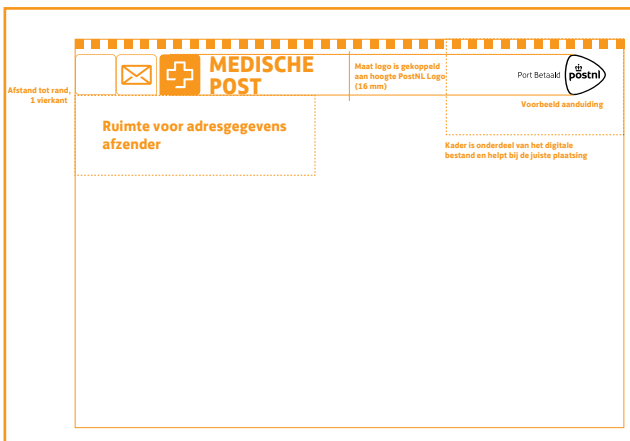 MEDISCHE
POST
Maat logo is gekoppeld
aan hoogte PostNL Logo
(16 mm)
Port Betaald
postnl
Afstand tot rand,
1 vierkant
Voorbeeld aanduiding
Ruimte voor adresgegevens
afzender
Kader is onderdeel van het digitale
bestand en helpt bij de juiste plaatsing